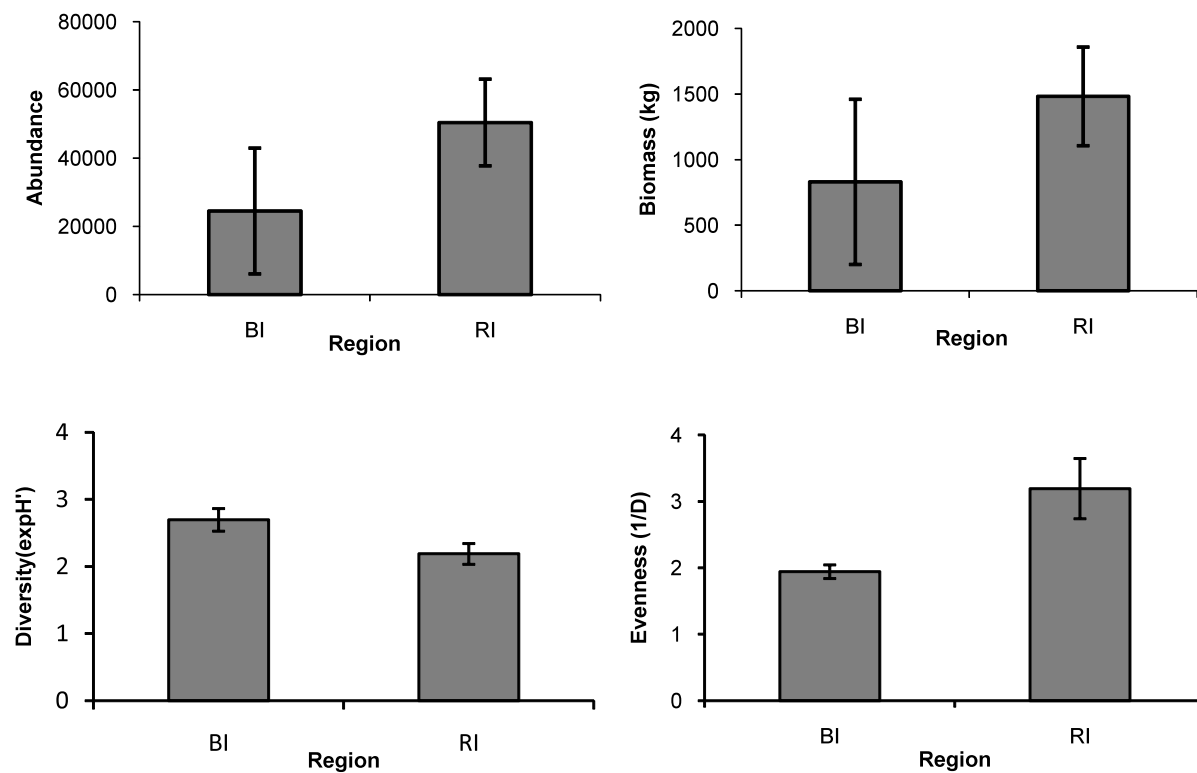 Abundance
80000
60000
40000
20000
0
BI
RI
Region
Biomass (kg)
2000
1500
1000
500
0
BI
RI
Region
Diversity(expH')
4
3
2
1
0
BI
RI
Region
Evenness (1/D)
4
3
2
1
0
BI
RI
Region